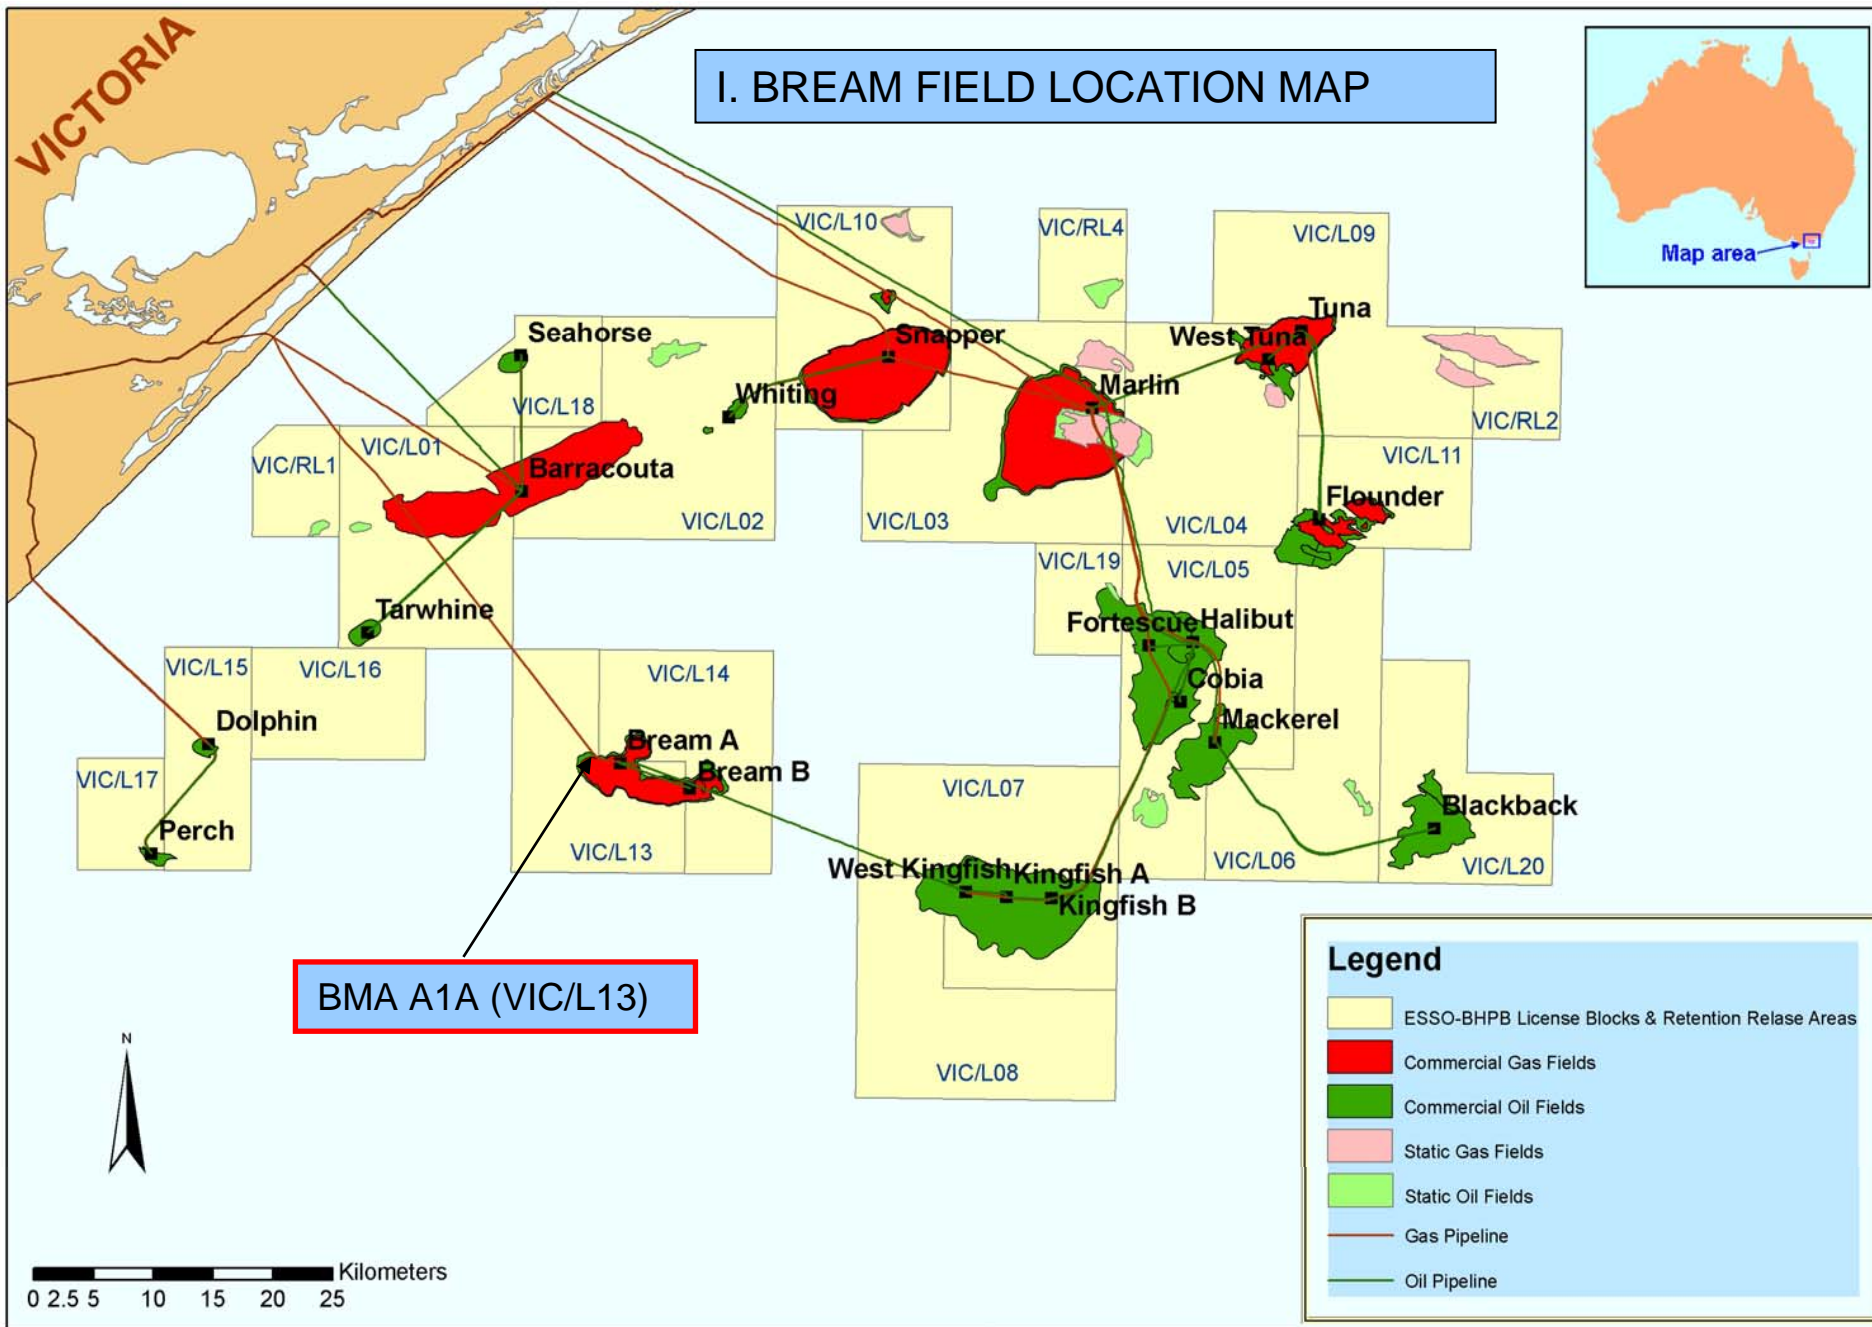 VICTORIA
I. BREAM FIELD LOCATION MAP
Map area
VIC/L10
VIC/RL4
VIC/L09
Tuna
Seahorse
Snapper
West Tuna
Whiting
Marlin
VIC/L18
VIC/RL2
VIC/L01
VIC/RL1
Barracouta
VIC/L11
Flounder
VIC/L02
VIC/L03
VIC/L04
VIC/L19
VIC/L05
Tarwhine
Fortescue
Halibut
VIC/L15
VIC/L16
VIC/L14
Cobia
Dolphin
Mackerel
Bream A
Bream B
VIC/L17
VIC/L07
Blackback
Perch
VIC/L13
VIC/L06
VIC/L20
West Kingfish
Kingfish A
Kingfish B
BMA A1A (VIC/L13)
VIC/L08
N
Kilometers
0 2.5 5 10 15 20 25
Legend
ESSO-BHPB License Blocks & Retention Relase Areas
Commercial Gas Fields
Commercial Oil Fields
Static Gas Fields
Static Oil Fields
Gas Pipeline
Oil Pipeline